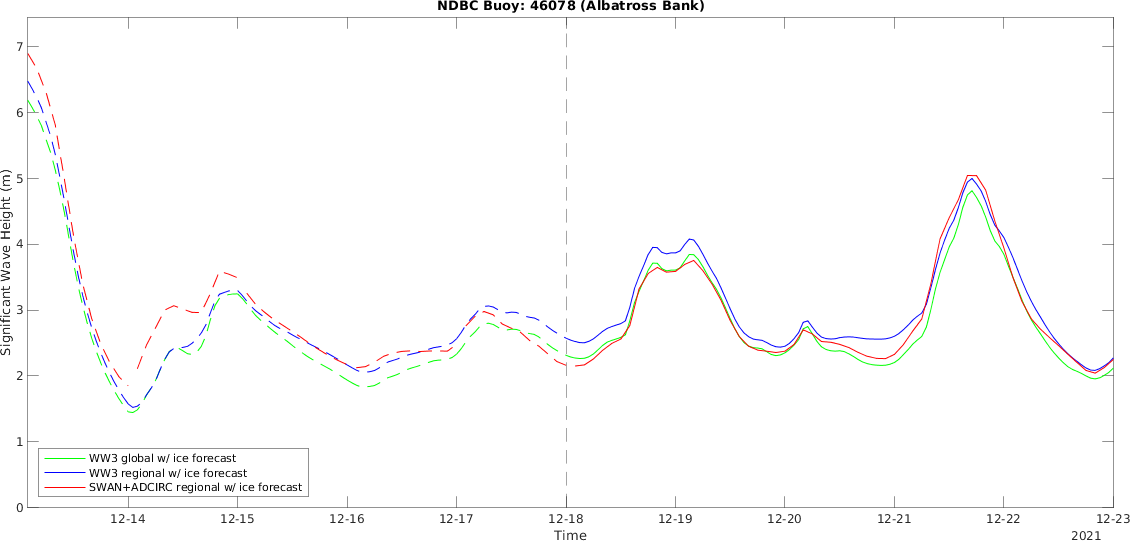 NDBC Buoy: 46078 (Albatross Bank)
Significant Wave Height (m)
7
6
5
4
3
2
1
0
WW3 global w/ ice forecast
WW3 regional w/ ice forecast
SWAN+ADCIRC regional w/ ice forecast
12-14 12-15 12-16 12-17 12-18 12-19 12-20 12-21 12-22 12-23
Time
2021